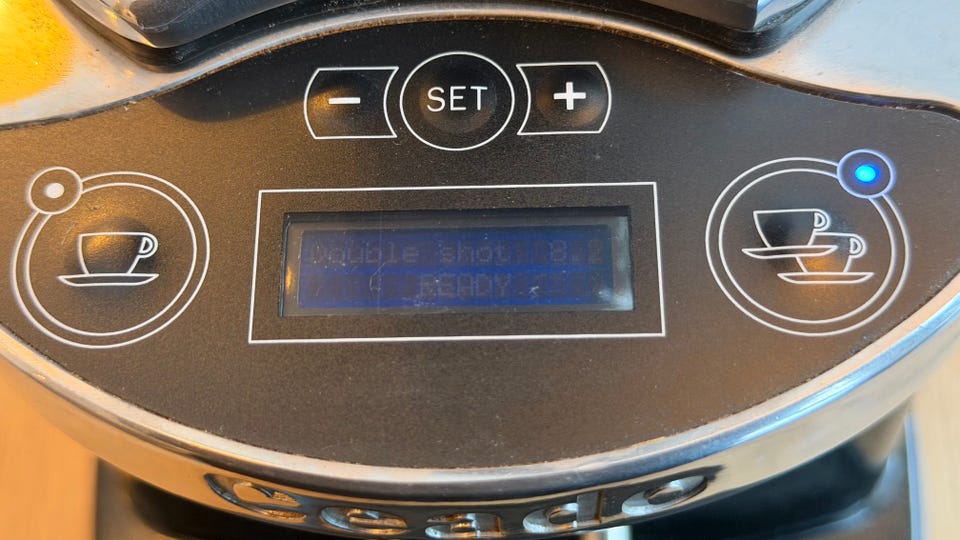 - SET +
Double shot 8.2
READY
Ceado